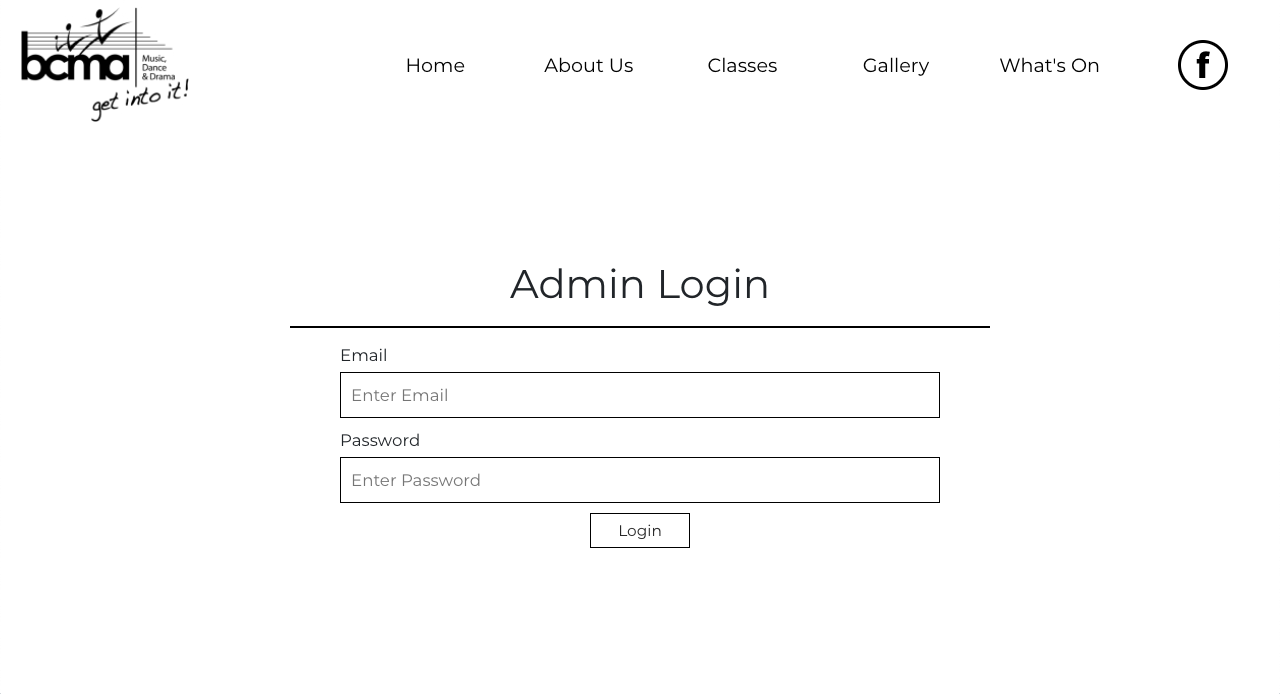 bcma
Music,
Dance
& Drama
get into it!
Home
About Us
Classes
Gallery
What's On
f
Admin Login
Email
Enter Email
Password
Enter Password
Login